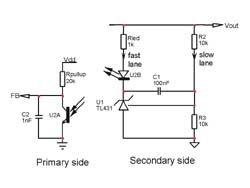 Vout
Rled
1k
R2
10k
fast
lane
slow
lane
Vdd
Rpullup
20k
U2B
C1
100nF
FB
U1
TL431
C2
1nF
U2A
R3
10k
Primary side
Secondary side